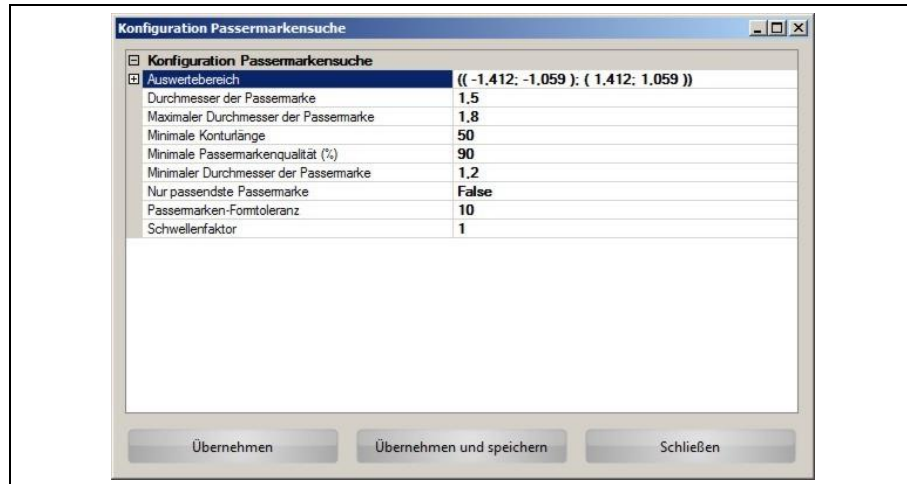 Konfiguration Passermarkensuche
Konfiguration Passermarkensuche
Auswertebereich (( -1,412; -1,059 ); ( 1,412; 1,059 ))
Durchmesser der Passermarke 1,5
Maximaler Durchmesser der Passermarke 1,8
Minimale Konturlänge 50
Minimale Passermarkenqualität (%) 90
Minimaler Durchmesser der Passermarke 1,2
Nur passendste Passermarke False
Passermarken-Formtoleranz 10
Schwellenfaktor 1
Übernehmen Übernehmen und speichern Schließen